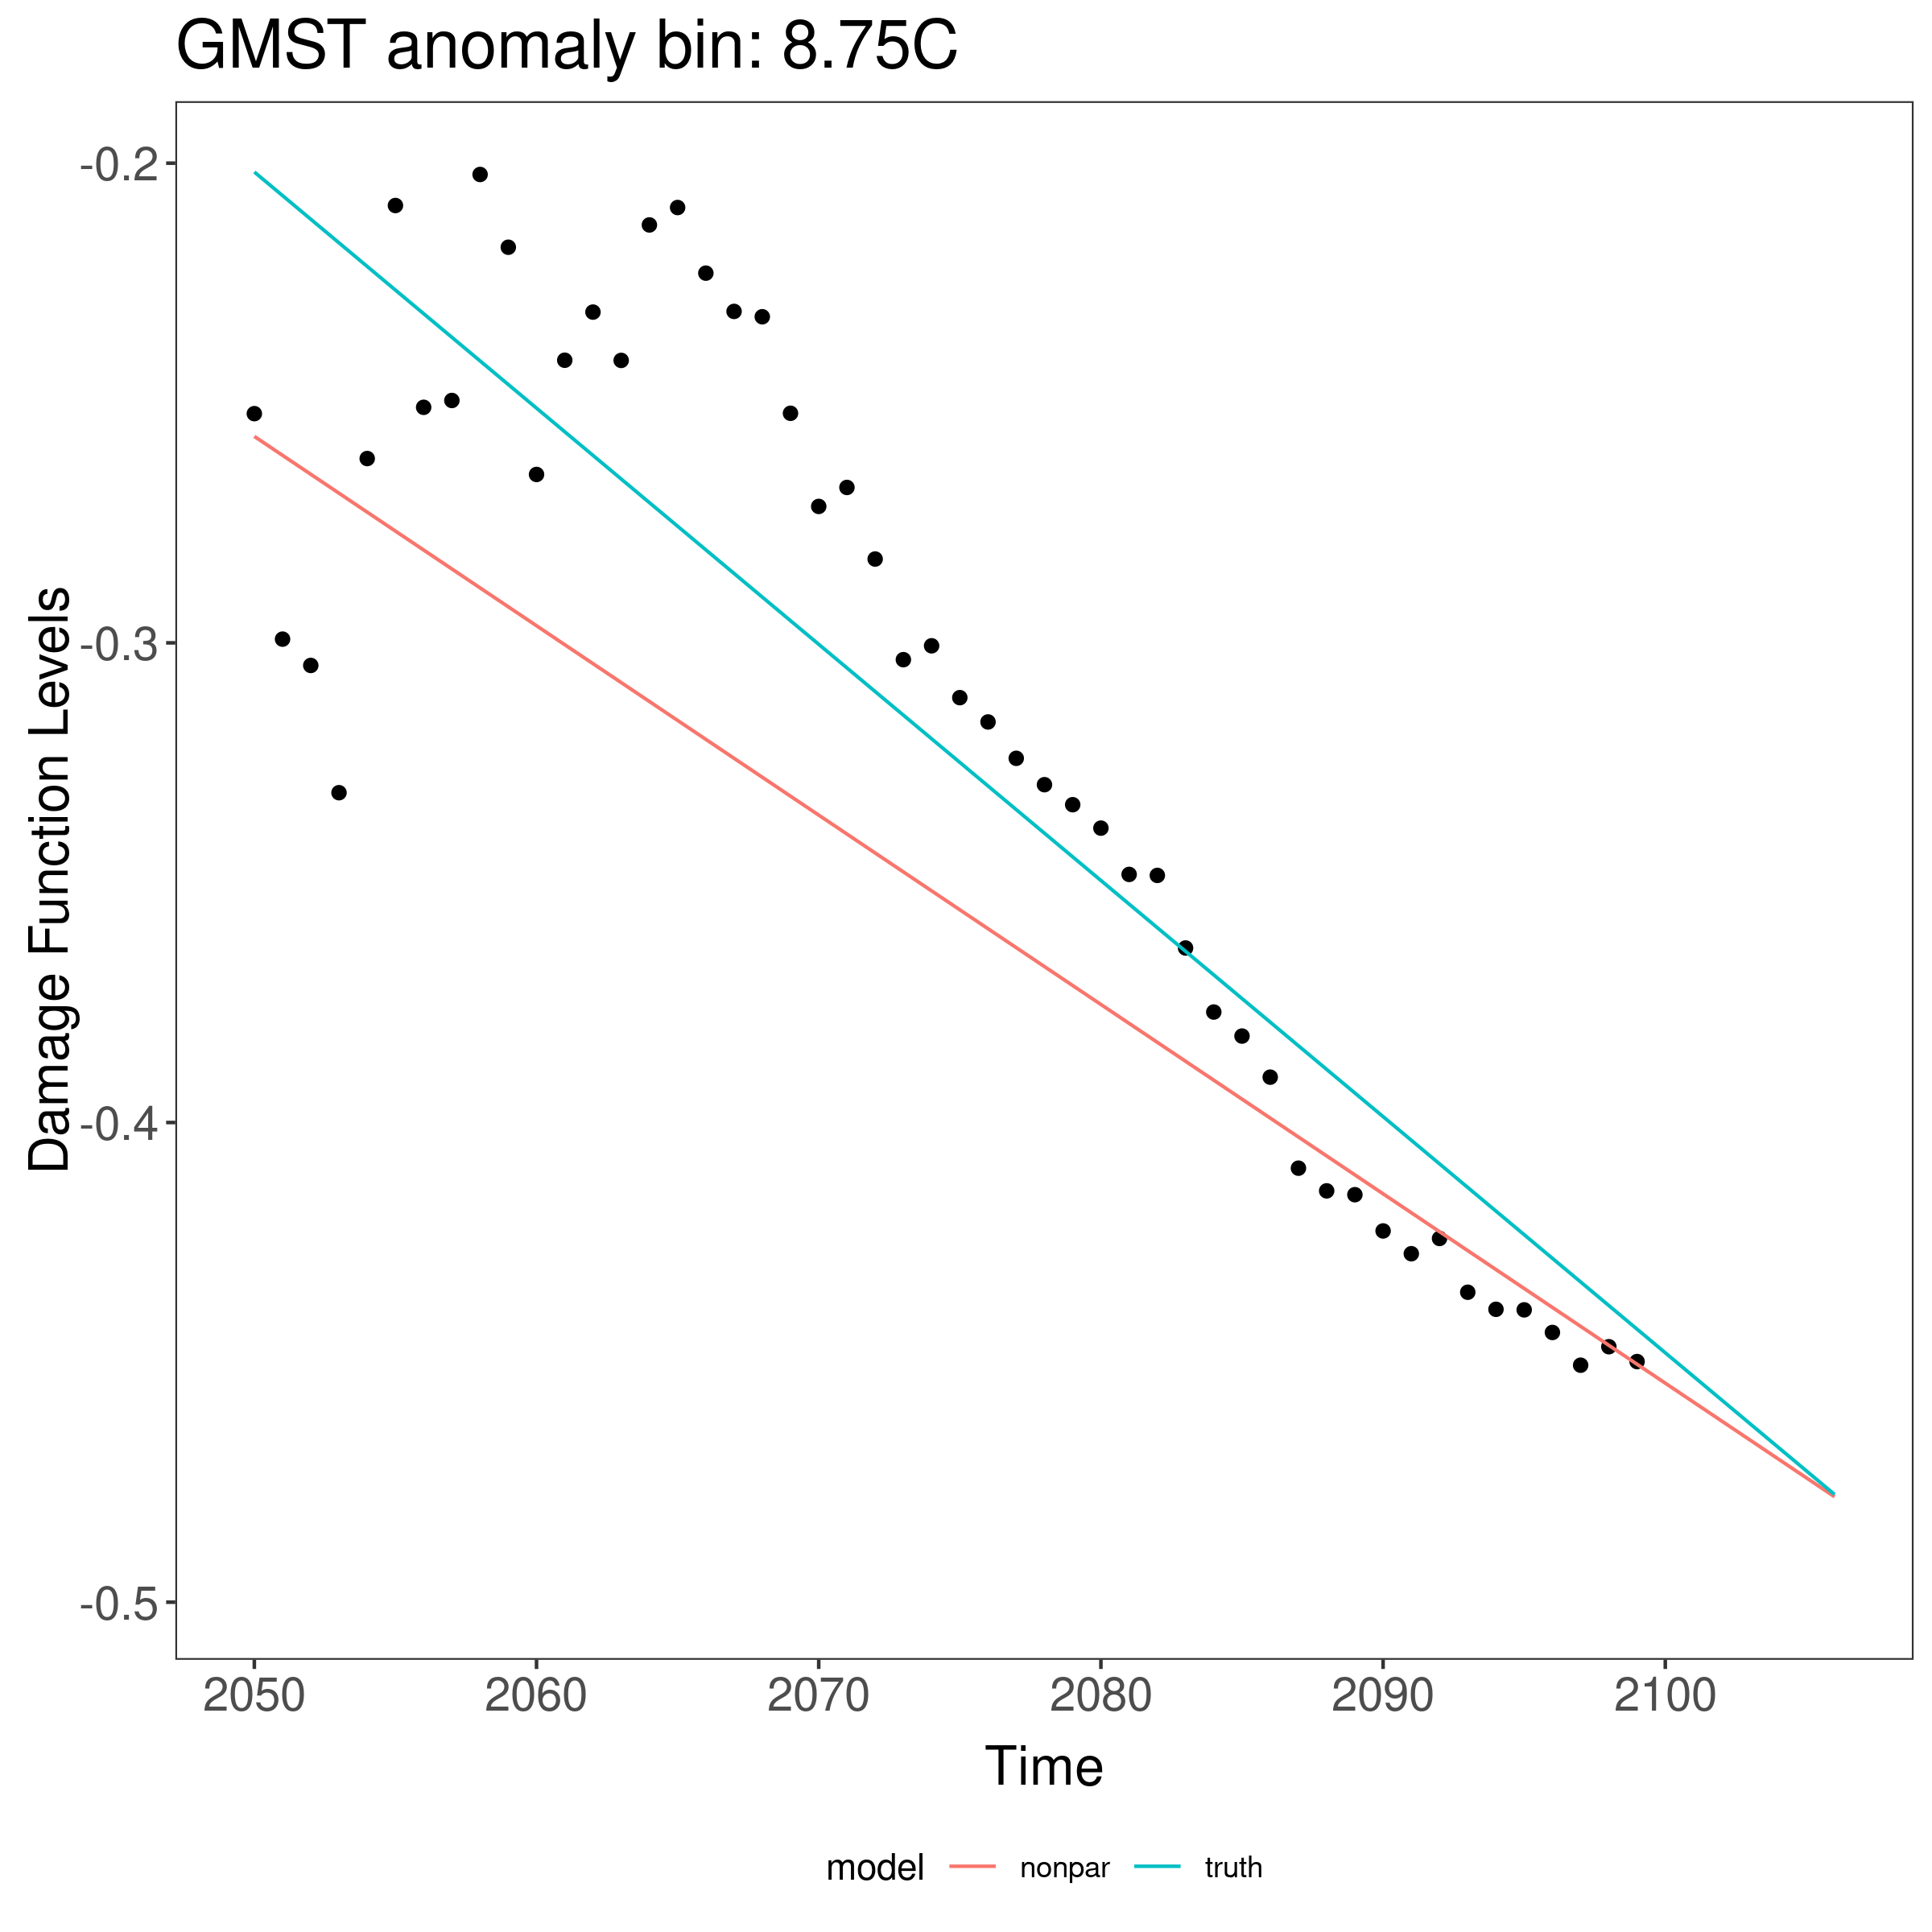 GMST anomaly bin: 8.75C
Damage Function Levels
-0.2
-0.3
-0.4
-0.5
2050 2060 2070 2080 2090 2100
Time
model nonpar truth